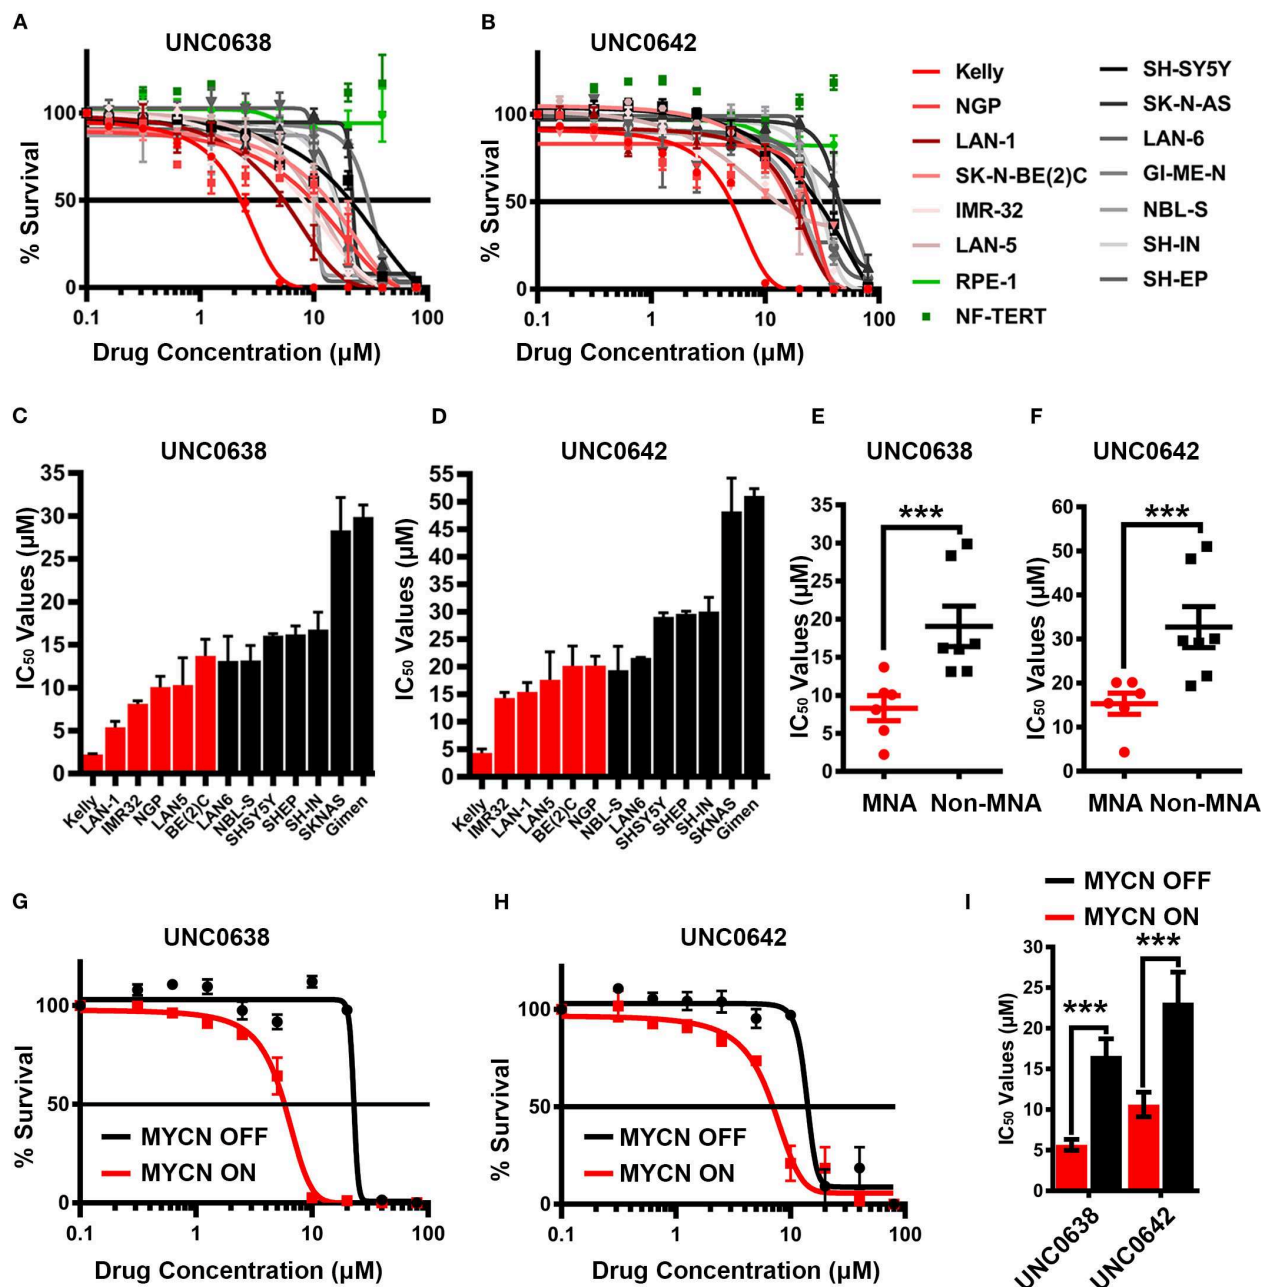 A
UNC0638
% Survival
100
50
0
0.1 1 10 100
Drug Concentration (µM)
B
UNC0642
% Survival
100
50
0
0.1 1 10 100
Drug Concentration (µM)
Kelly
NGP
LAN-1
SK-N-BE(2)C
IMR-32
LAN-5
RPE-1
NF-TERT
SH-SY5Y
SK-N-AS
LAN-6
GI-ME-N
NBL-S
SH-IN
SH-EP
C
UNC0638
IC50 Values (µM)
35
30
25
20
15
10
5
0
Kelly
LAN-1
IMR32
NGP
LAN5
BE(2)C
LAN6
NBL-S
SHSY5Y
SHEP
SH-IN
SKNAS
Gimen
D
UNC0642
IC50 Values (µM)
55
50
45
40
35
30
25
20
15
10
5
0
Kelly
IMR32
LAN-1
LAN5
BE(2)C
NGP
NBL-S
LAN6
SHSY5Y
SHEP
SH-IN
SKNAS
Gimen
E
UNC0638
IC50 Values (µM)
35
30
25
20
15
10
5
0
***
MNA Non-MNA
F
UNC0642
IC50 Values (µM)
60
50
40
30
20
10
0
***
MNA Non-MNA
G
UNC0638
% Survival
100
50
0
MYCN OFF
MYCN ON
0.1 1 10 100
Drug Concentration (µM)
H
UNC0642
% Survival
100
50
0
MYCN OFF
MYCN ON
0.1 1 10 100
Drug Concentration (µM)
I
MYCN OFF
MYCN ON
IC50 Values (µM)
30
25
20
15
10
5
0
***
***
UNC0638
UNC0642